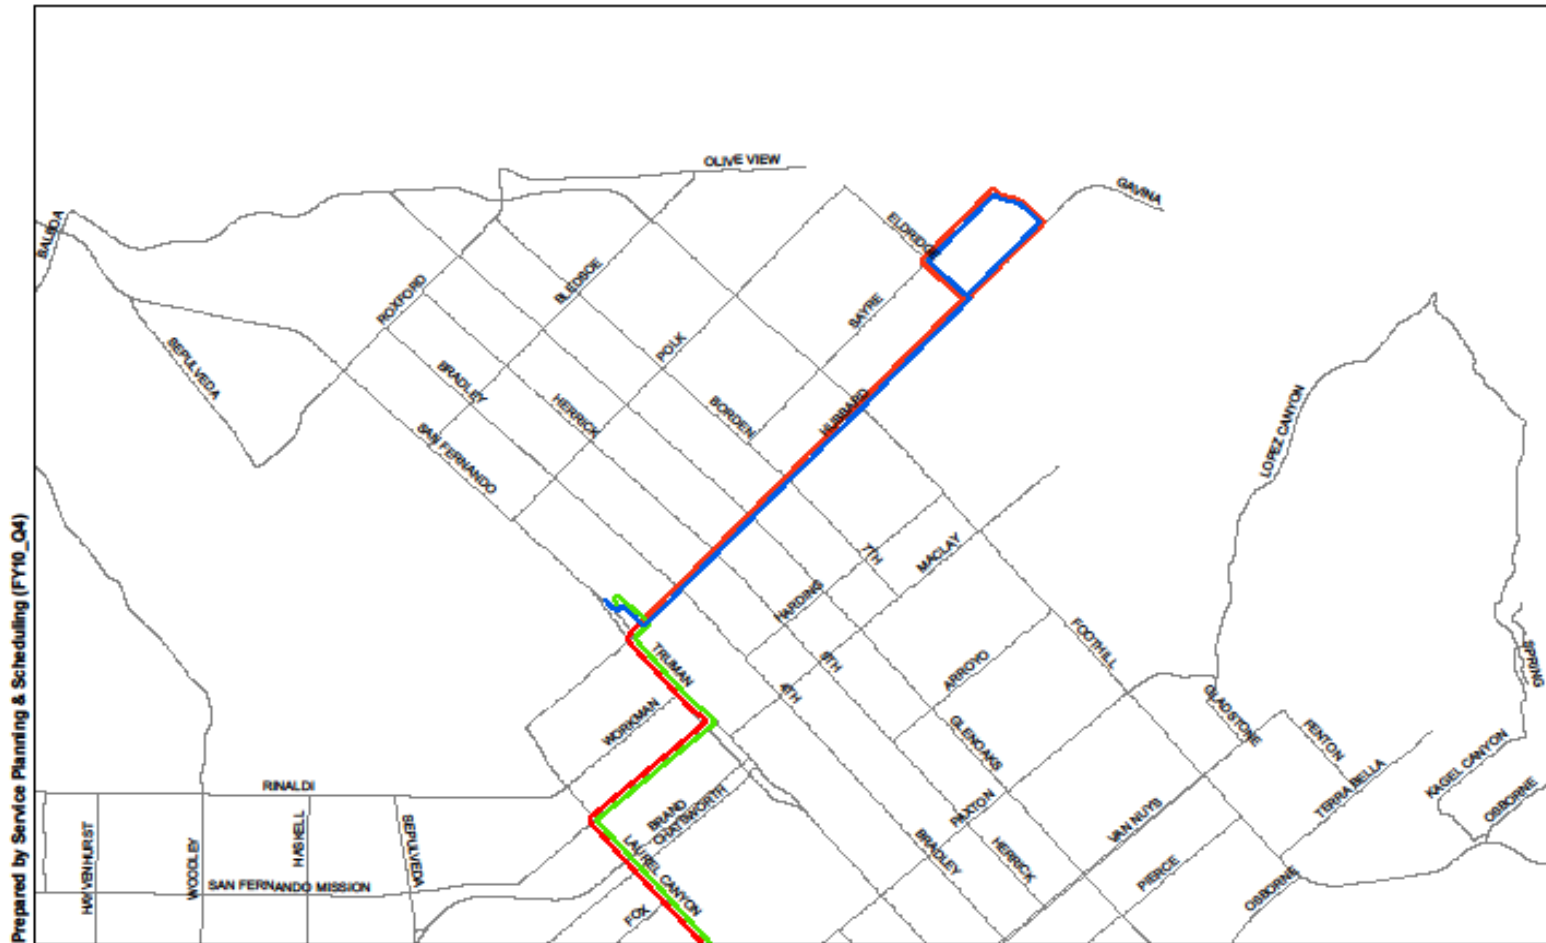 OLIVE VIEW
GAVINA
BALBOA
ELDRIDGE
ROXFORD
BLEDSOE
SAYRE
SEPULVEDA
POLK
BRADLEY
HERRICK
BORDEN
HUBBARD
SAN FERNANDO
LOPEZ CANYON
7TH
MACLAY
HARDING
TRUMAN
5TH
4TH
ARROYO
FOOTHILL
SPRING
WORKMAN
GLADSTONE
GLENOAKS
FENTON
KAGEL CANYON
TERRA BELLA
OSBORNE
RINALDI
BRAND
CHATSWORTH
PAXTON
VAN NUYS
HAYVENHURST
WOODLEY
HASKELL
SEPULVEDA
LAUREL CANYON
BRADLEY
HERRICK
PIERCE
OSBORNE
SAN FERNANDO MISSION
FOX
Prepared by Service Planning & Scheduling (FY10_Q4)